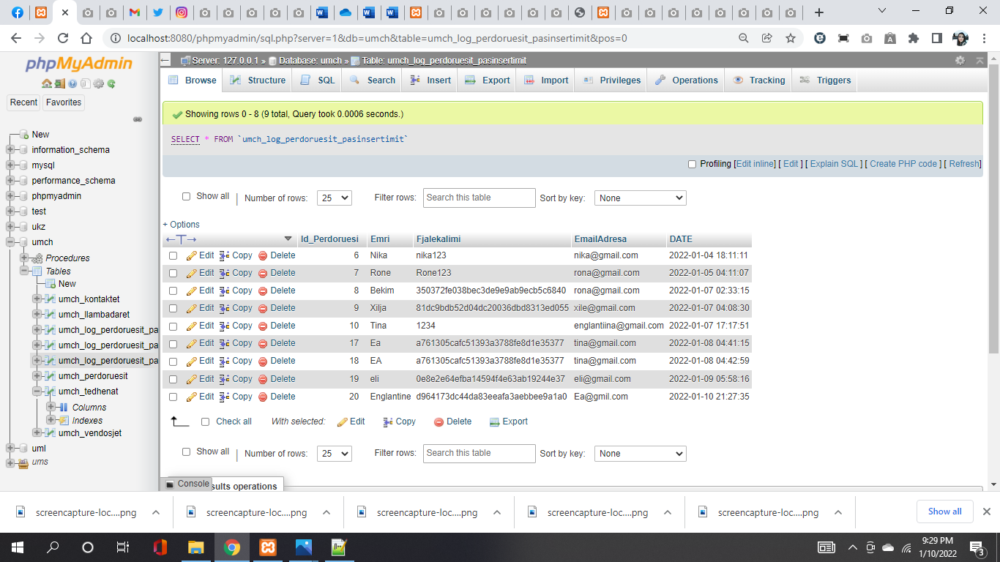 localhost:8080/phpmyadmin/sql.php?server=1&db=umch&table=umch_log_perdoruesit_pasinsertimit&pos=0
phpMyAdmin
Recent Favorites
New
information_schema
mysql
performance_schema
phpmyadmin
test
ukz
umch
Procedures
Tables
New
umch_kontaktet
umch_llambadaret
umch_log_perdoruesit_pa
umch_log_perdoruesit_pa
umch_log_perdoruesit_pa
umch_perdoruesit
umch_tedhenat
Columns
Indexes
umch_vendosjet
uml
ums
Server: 127.0.0.1 » Database: umch » Table: umch_log_perdoruesit_pasinsertimit
Browse Structure SQL Search Insert Export Import Privileges Operations Tracking Triggers
Showing rows 0 - 8 (9 total, Query took 0.0006 seconds.)
SELECT * FROM `umch_log_perdoruesit_pasinsertimit`
Profiling [Edit inline] [ Edit ] [ Explain SQL ] [ Create PHP code ] [ Refresh]
Show all | Number of rows: 25 Filter rows: Search this table Sort by key: None
+ Options
←T→ Id_Perdoruesi Emri Fjalekalimi EmailAdresa DATE
Edit Copy Delete 6 Nika nika123 nika@gmail.com 2022-01-04 18:11:11
Edit Copy Delete 7 Rone Rone123 rona@gmail.com 2022-01-05 04:11:07
Edit Copy Delete 8 Bekim 350372fe038bec3de9e9ab9ecb5c6840 rona@gmail.com 2022-01-07 02:33:15
Edit Copy Delete 9 Xilja 81dc9bdb52d04dc20036dbd8313ed055 xile@gmail.com 2022-01-07 04:08:30
Edit Copy Delete 10 Tina 1234 englantiina@gmail.com 2022-01-07 17:17:51
Edit Copy Delete 17 Ea a761305cafc51393a3788fe8d1e35377 tina@gmail.com 2022-01-08 04:41:15
Edit Copy Delete 18 EA a761305cafc51393a3788fe8d1e35377 tina@gmail.com 2022-01-08 04:42:59
Edit Copy Delete 19 eli 0e8e2e64efba14594f4e63ab19244e37 eli@gmail.com 2022-01-09 05:58:16
Edit Copy Delete 20 Englantine d964173dc44da83eeafa3aebbee9a1a0 Ea@gmil.com 2022-01-10 21:27:35
Check all With selected: Edit Copy Delete Export
Show all | Number of rows: 25 Filter rows: Search this table Sort by key: None
Console sults operations
screencapture-loc....png screencapture-loc....png screencapture-loc....png screencapture-loc....png screencapture-loc....png Show all
9:29 PM
1/10/2022
3